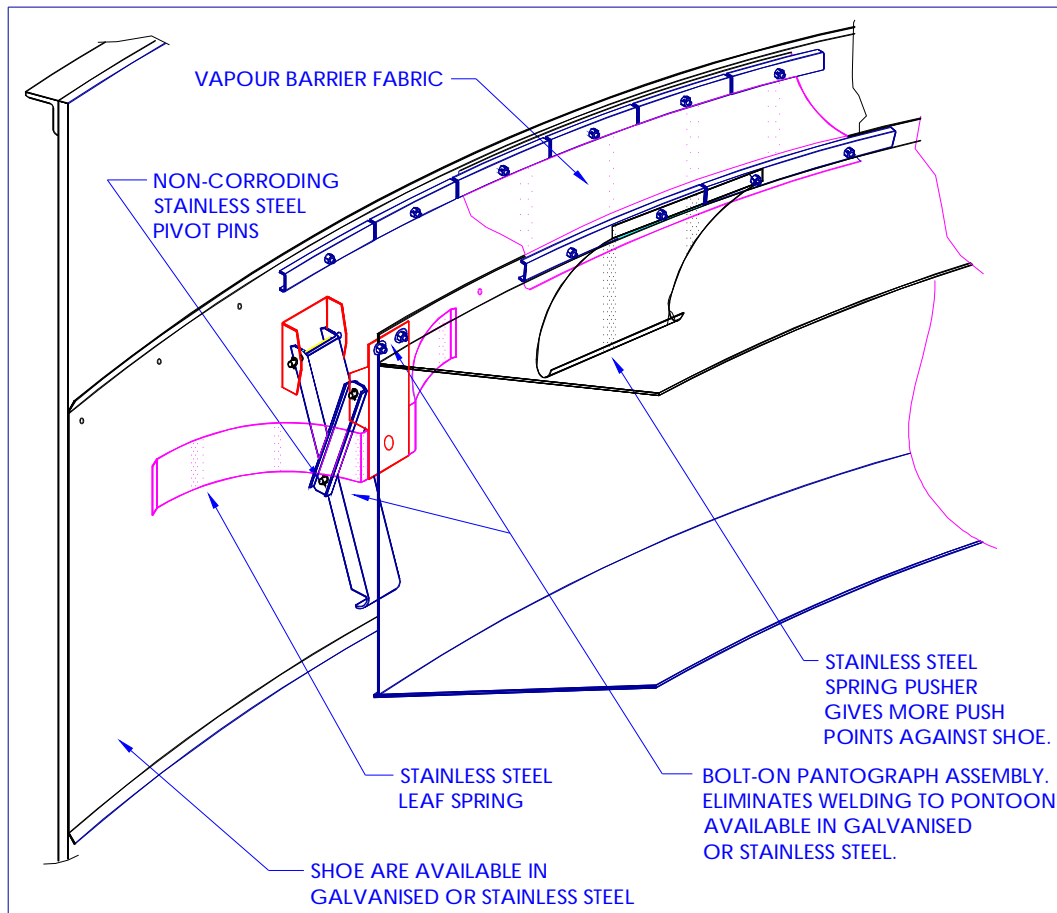 VAPOUR BARRIER FABRIC
NON-CORRODING
STAINLESS STEEL
PIVOT PINS
STAINLESS STEEL
SPRING PUSHER
GIVES MORE PUSH
POINTS AGAINST SHOE.
STAINLESS STEEL
LEAF SPRING
BOLT-ON PANTOGRAPH ASSEMBLY.
ELIMINATES WELDING TO PONTOON
AVAILABLE IN GALVANISED
OR STAINLESS STEEL.
SHOE ARE AVAILABLE IN
GALVANISED OR STAINLESS STEEL